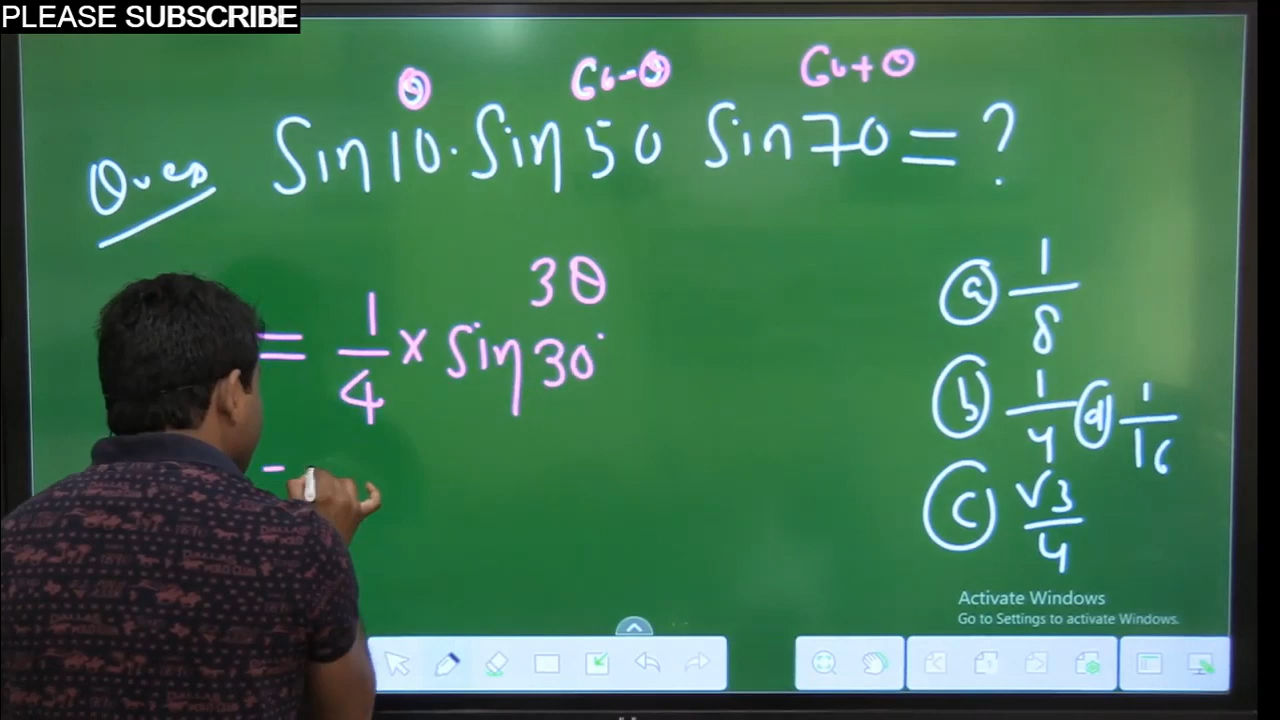 PLEASE SUBSCRIBE
θ 60-θ 60+θ
Ques Sin10.Sin50 Sin70=?
3θ
= 1/4 × Sin30°
-
(a) 1/8
(b) 1/4 (d) 1/16
(c) √3/4
Activate Windows
Go to Settings to activate Windows.